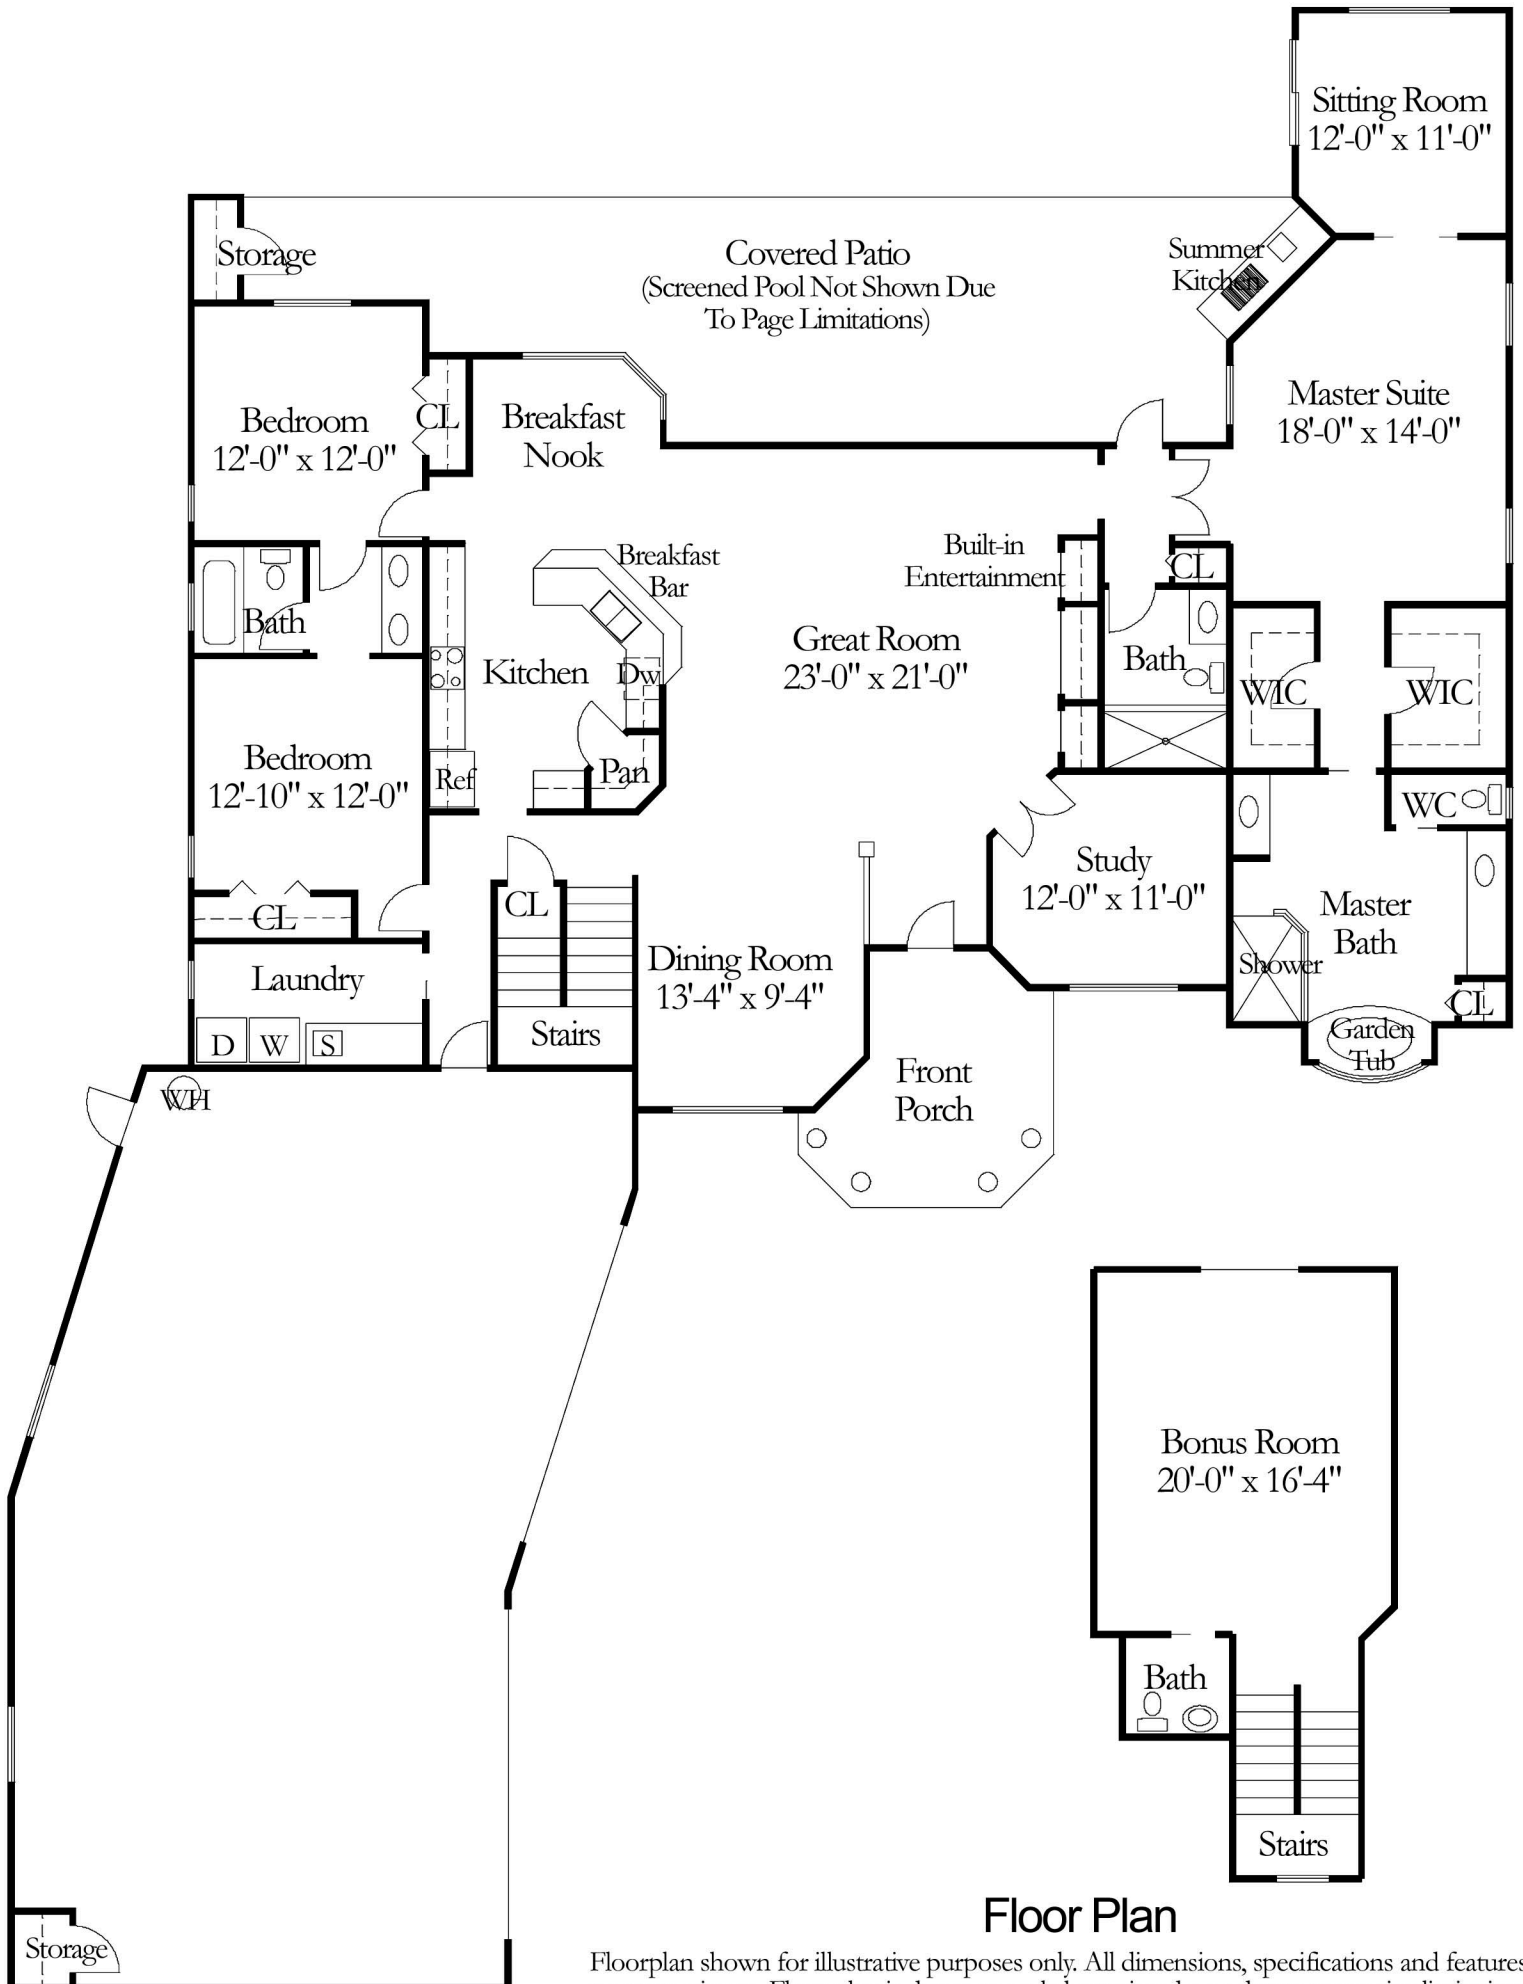 Sitting Room
12'-0" x 11'-0"
Storage
Covered Patio
(Screened Pool Not Shown Due
To Page Limitations)
Summer
Kitchen
Bedroom
12'-0" x 12'-0"
CL
Breakfast
Nook
Master Suite
18'-0" x 14'-0"
Built-in
Entertainment
CL
Breakfast
Bar
Bath
Great Room
23'-0" x 21'-0"
Kitchen
Dw
Bath
WIC
WIC
Bedroom
12'-10" x 12'-0"
Ref
Pan
WC
Study
12'-0" x 11'-0"
CL
CL
Master
Bath
Shower
Laundry
Dining Room
13'-4" x 9'-4"
CL
D
W
S
Stairs
Garden
Tub
Front
Porch
WH
Bonus Room
20'-0" x 16'-4"
Bath
Stairs
Floor Plan
Storage
Floorplan shown for illustrative purposes only. All dimensions, specifications and features